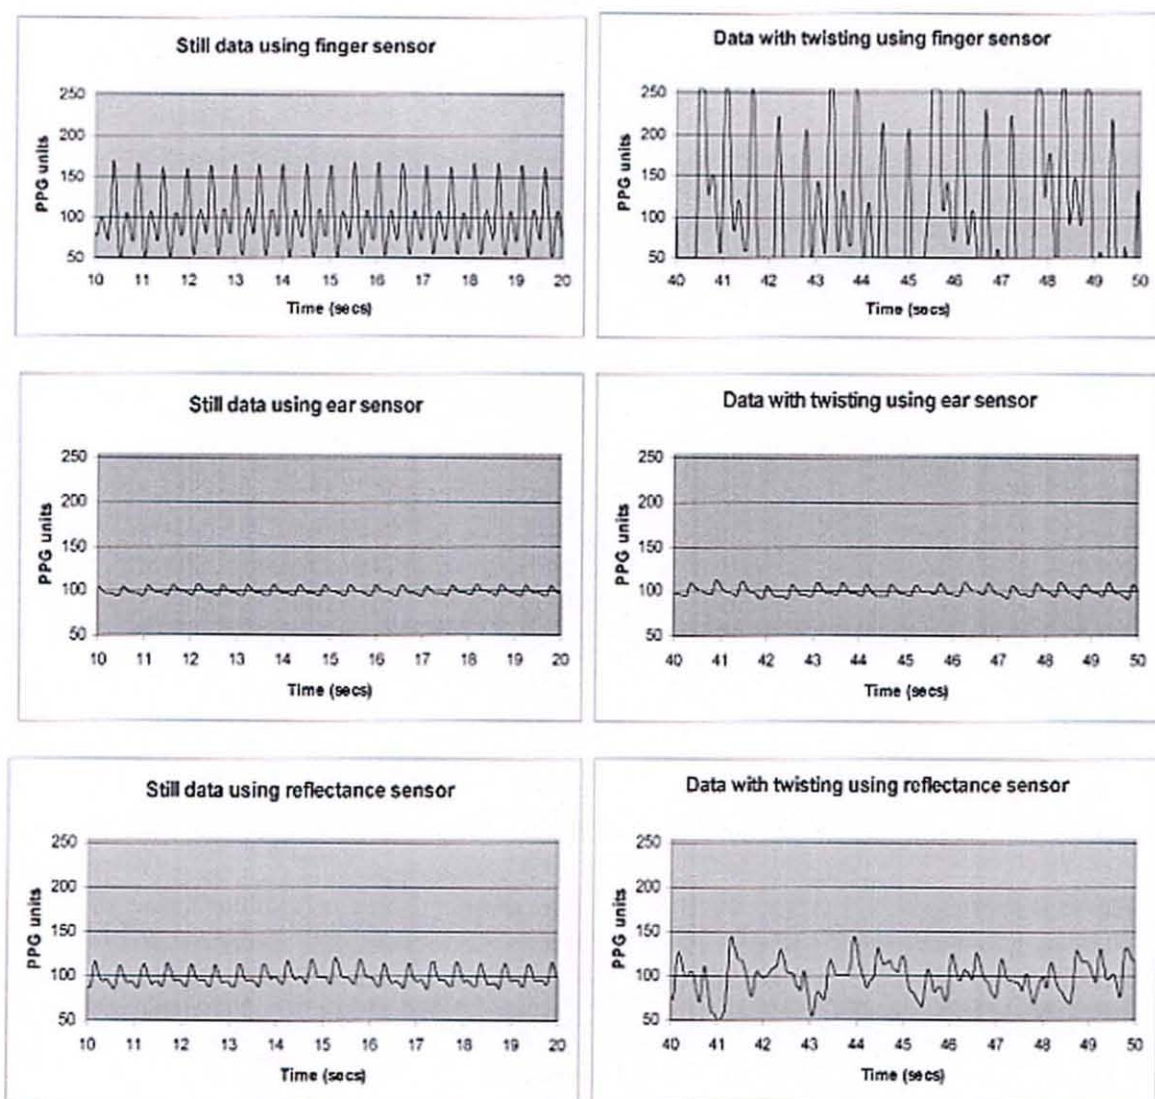 Still data using finger sensor
PPG units
250
200
150
100
50
10 11 12 13 14 15 16 17 18 19 20
Time (secs)
Data with twisting using finger sensor
PPG units
250
200
150
100
50
40 41 42 43 44 45 46 47 48 49 50
Time (secs)
Still data using ear sensor
PPG units
250
200
150
100
50
10 11 12 13 14 15 16 17 18 19 20
Time (secs)
Data with twisting using ear sensor
PPG units
250
200
150
100
50
40 41 42 43 44 45 46 47 48 49 50
Time (secs)
Still data using reflectance sensor
PPG units
250
200
150
100
50
10 11 12 13 14 15 16 17 18 19 20
Time (secs)
Data with twisting using reflectance sensor
PPG units
250
200
150
100
50
40 41 42 43 44 45 46 47 48 49 50
Time (secs)